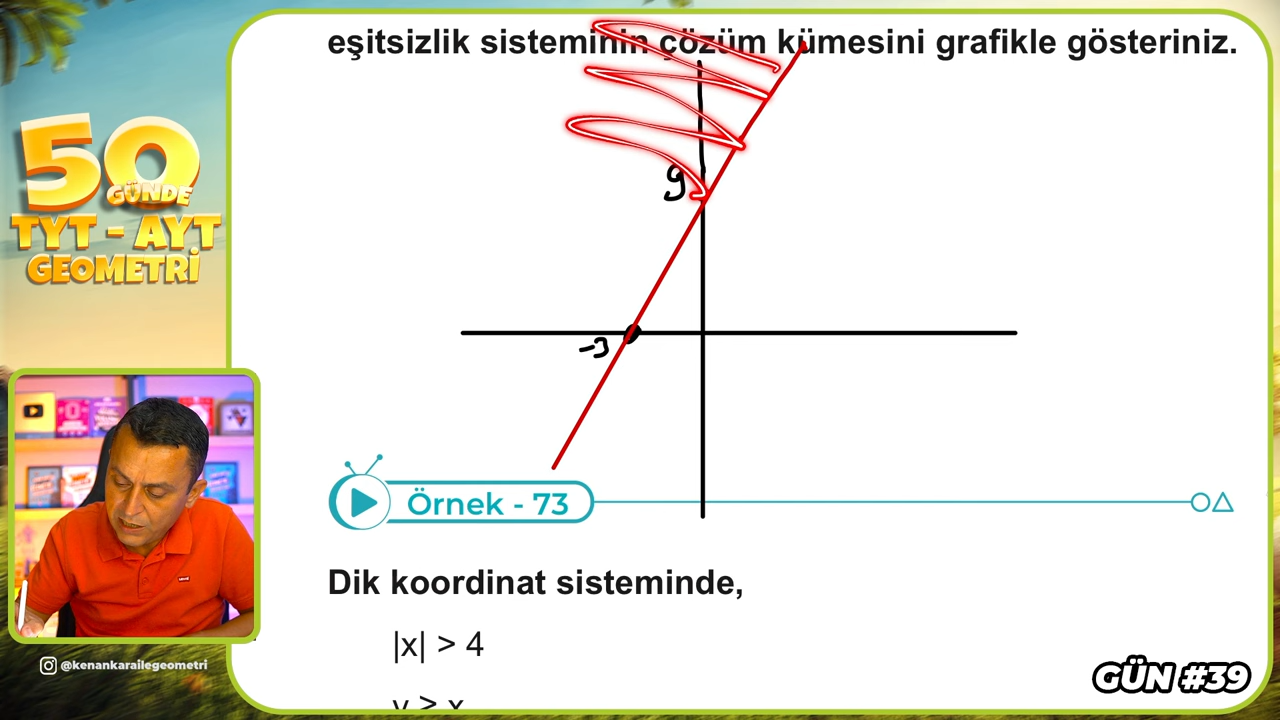 eşitsizlik sisteminin çözüm kümesini grafikle gösteriniz.
50
GÜNDE
TYT - AYT
GEOMETRİ
9
-3
Örnek - 73
Dik koordinat sisteminde,
|x| > 4
@kenankarailegeometri
GÜN #39